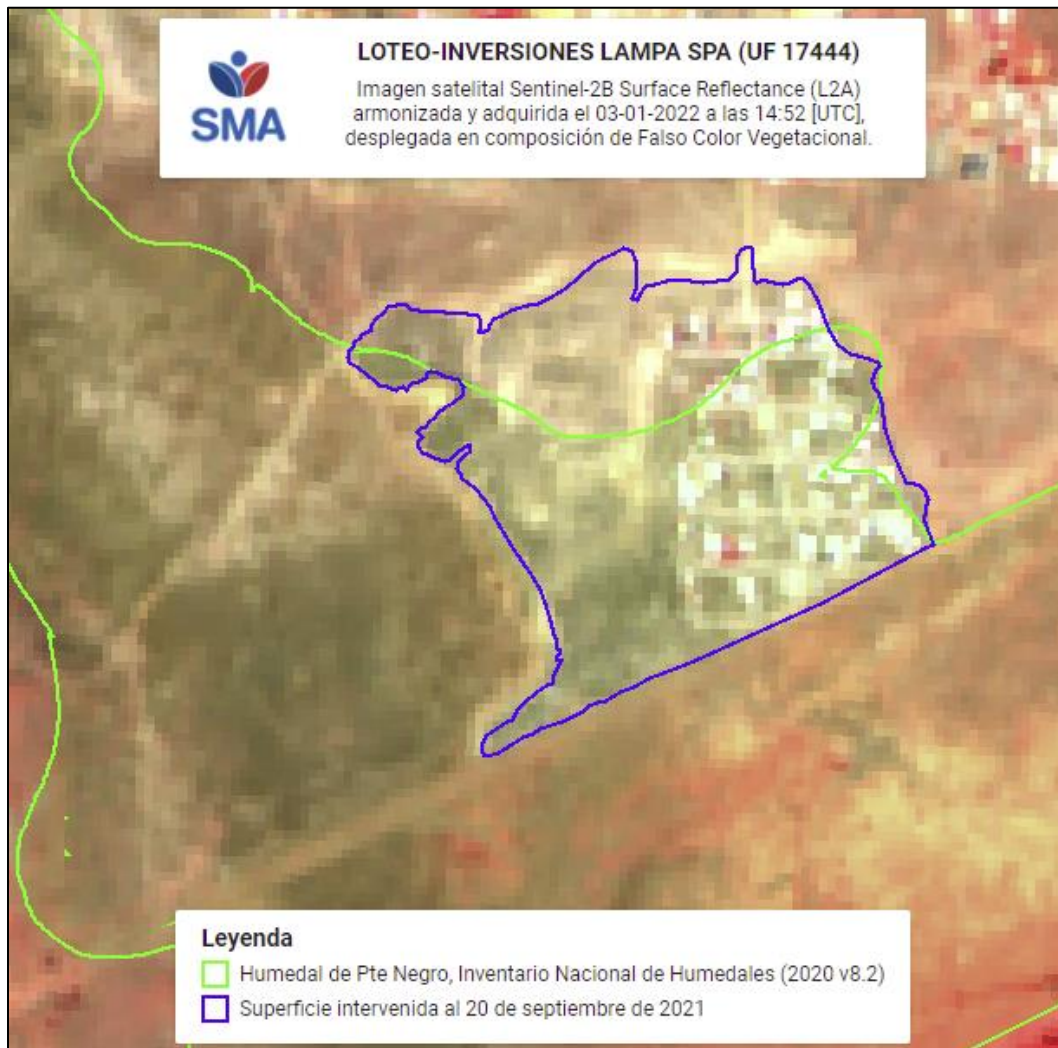 LOTEO-INVERSIONES LAMPA SPA (UF 17444)
SMA
Imagen satelital Sentinel-2B Surface Reflectance (L2A)
armonizada y adquirida el 03-01-2022 a las 14:52 [UTC],
desplegada en composición de Falso Color Vegetacional.
Leyenda
Humedal de Pte Negro, Inventario Nacional de Humedales (2020 v8.2)
Superficie intervenida al 20 de septiembre de 2021